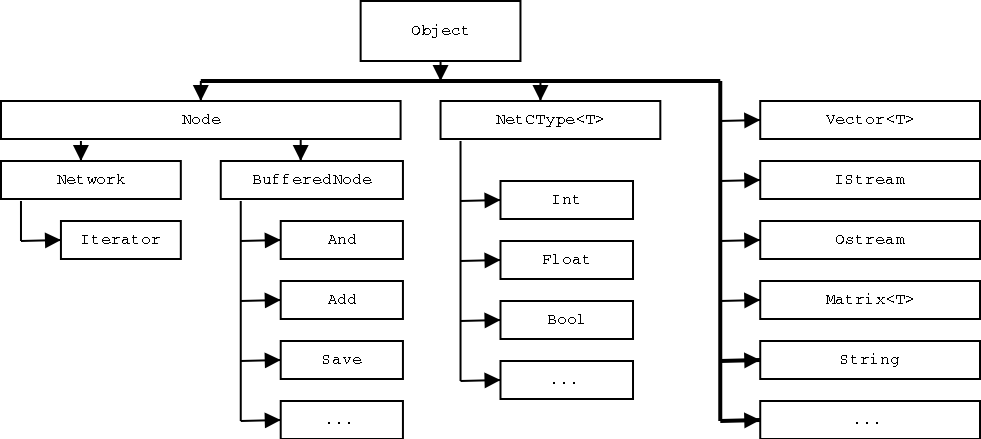 Object
Node
NetCType<T>
Vector<T>
Network
BufferedNode
IStream
Int
Iterator
And
Ostream
Float
Add
Matrix<T>
Bool
Save
String
...
...
...